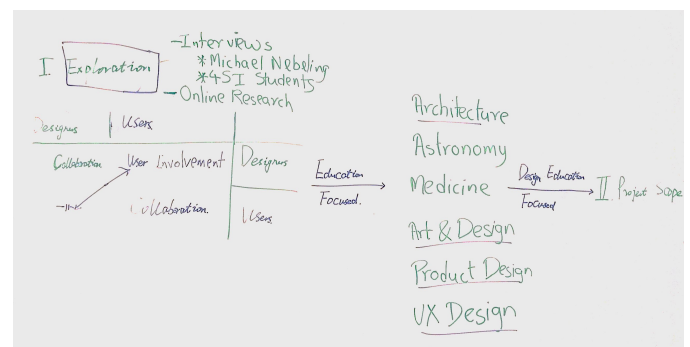 I Exploration
-Interviews
*Michael Nebeling
*4SI Students
-Online Research
Designers Users
Collaboration User Involvement Designers
-11-
Collaboration Users
Education
Focused.
Architecture
Astronomy
Medicine
Art & Design
Product Design
UX Design
Design Education
Focused
II Project Scope